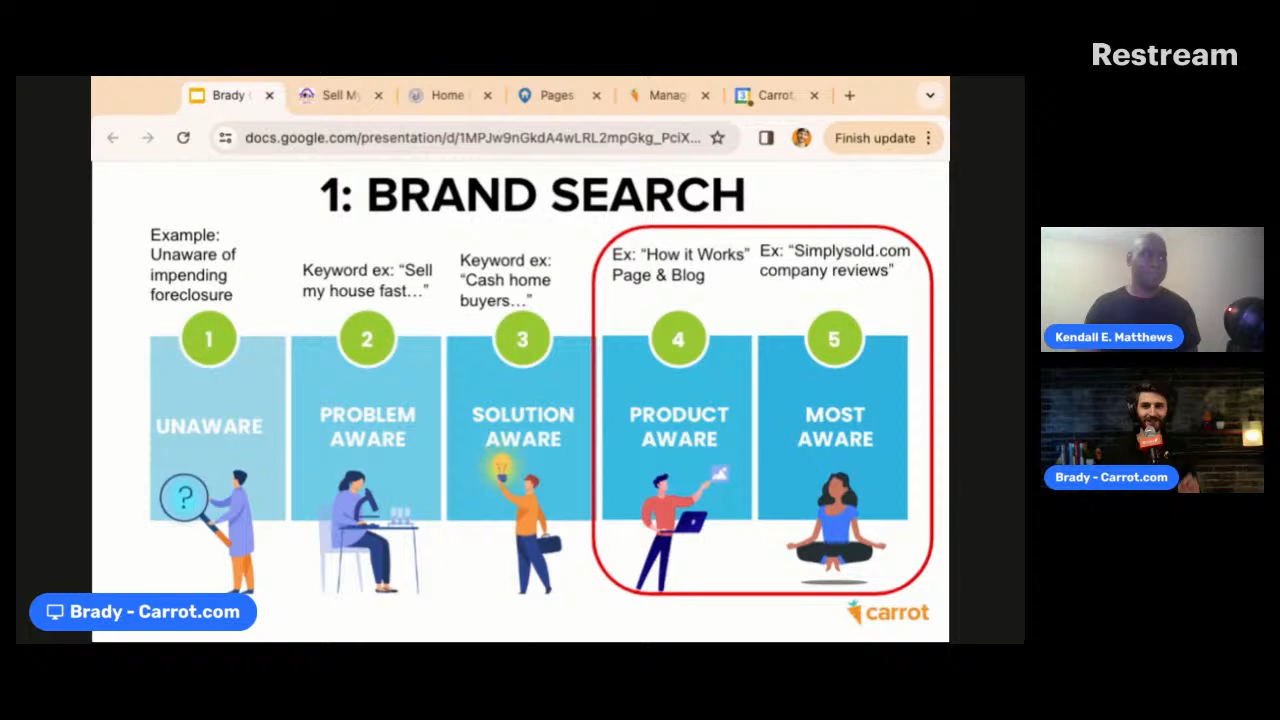 Restream
Brady
Sell My
Home
Pages
Manag
Carrot
docs.google.com/presentation/d/1MPJw9nGkdA4wLRL2mpGkg_PciX...
Finish update
1: BRAND SEARCH
Example:
Unaware of
impending
foreclosure
Keyword ex: “Sell
my house fast…”
Keyword ex:
“Cash home
buyers…”
Ex: “How it Works”
Page & Blog
Ex: “Simplysold.com
company reviews”
1
2
3
4
5
UNAWARE
PROBLEM
AWARE
SOLUTION
AWARE
PRODUCT
AWARE
MOST
AWARE
?
carrot
Brady - Carrot.com
Kendall E. Matthews
Brady - Carrot.com